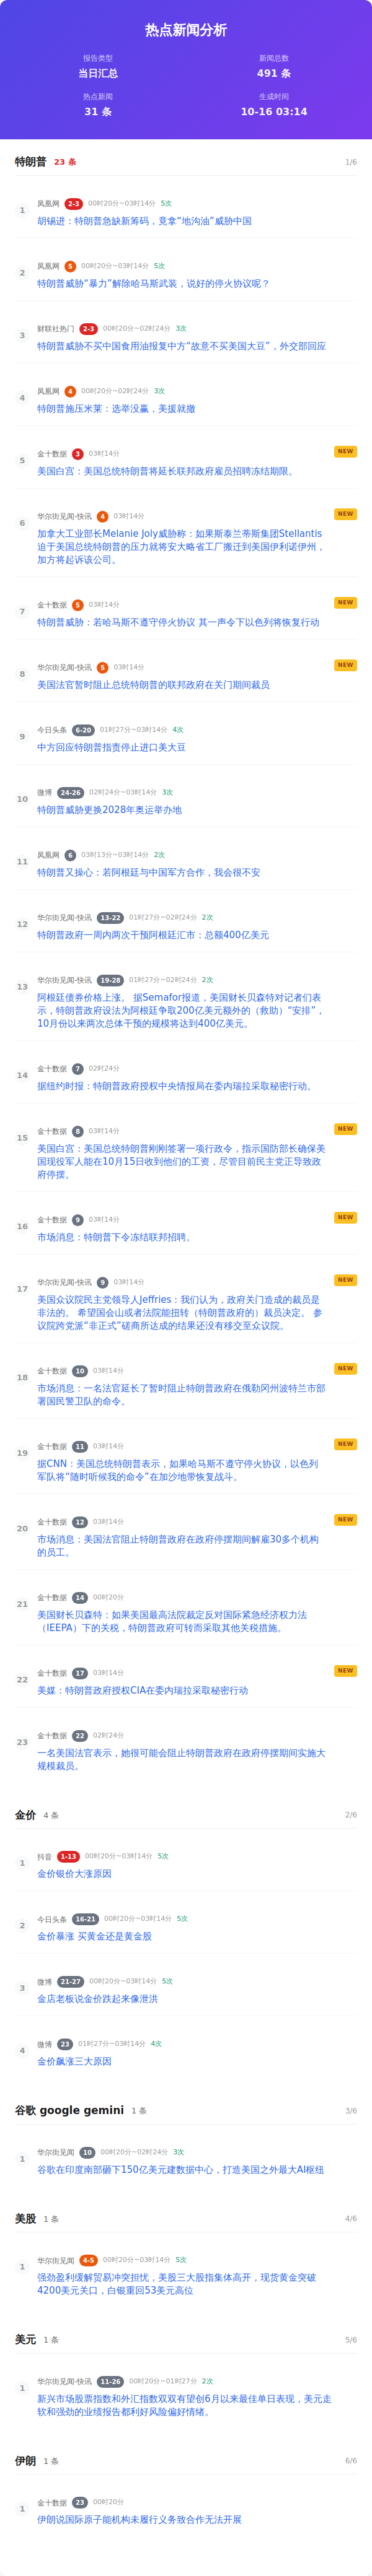 热点新闻分析
报告类型
新闻总数
当日汇总
491 条
热点新闻
生成时间
31 条
10-16 03:14
特朗普 23 条 1/6
1 凤凰网 2-3 00时20分~03时14分 5次
胡锡进：特朗普急缺新筹码，竟拿“地沟油”威胁中国
2 凤凰网 5 00时20分~03时14分 5次
特朗普威胁“暴力”解除哈马斯武装，说好的停火协议呢？
3 财联社热门 2-3 00时20分~02时24分 3次
特朗普威胁不买中国食用油报复中方“故意不买美国大豆”，外交部回应
4 凤凰网 4 00时20分~02时24分 3次
特朗普施压米莱：选举没赢，美援就撤
5 金十数据 3 03时14分 NEW
美国白宫：美国总统特朗普将延长联邦政府雇员招聘冻结期限。
6 华尔街见闻-快讯 4 03时14分 NEW
加拿大工业部长Melanie Joly威胁称：如果斯泰兰蒂斯集团Stellantis
迫于美国总统特朗普的压力就将安大略省工厂搬迁到美国伊利诺伊州，
加方将起诉该公司。
7 金十数据 5 03时14分 NEW
特朗普威胁：若哈马斯不遵守停火协议 其一声令下以色列将恢复行动
8 华尔街见闻-快讯 5 03时14分 NEW
美国法官暂时阻止总统特朗普的联邦政府在关门期间裁员
9 今日头条 6-20 01时27分~03时14分 4次
中方回应特朗普指责停止进口美大豆
10 微博 24-26 02时24分~03时14分 3次
特朗普威胁更换2028年奥运举办地
11 凤凰网 6 03时13分~03时14分 2次
特朗普又操心：若阿根廷与中国军方合作，我会很不安
12 华尔街见闻-快讯 13-22 01时27分~02时24分 2次
特朗普政府一周内两次干预阿根廷汇市：总额400亿美元
13 华尔街见闻-快讯 19-28 01时27分~02时24分 2次
阿根廷债券价格上涨。 据Semafor报道，美国财长贝森特对记者们表
示，特朗普政府设法为阿根廷争取200亿美元额外的（救助）“安排”，
10月份以来两次总体干预的规模将达到400亿美元。
14 金十数据 7 02时24分
据纽约时报：特朗普政府授权中央情报局在委内瑞拉采取秘密行动。
15 金十数据 8 03时14分 NEW
美国白宫：美国总统特朗普刚刚签署一项行政令，指示国防部长确保美
国现役军人能在10月15日收到他们的工资，尽管目前民主党正导致政
府停摆。
16 金十数据 9 03时14分 NEW
市场消息：特朗普下令冻结联邦招聘。
17 华尔街见闻-快讯 9 03时14分 NEW
美国众议院民主党领导人Jeffries：我们认为，政府关门造成的裁员是
非法的。 希望国会山或者法院能扭转（特朗普政府的）裁员决定。 参
议院跨党派“非正式”磋商所达成的结果还没有移交至众议院。
18 金十数据 10 03时14分 NEW
市场消息：一名法官延长了暂时阻止特朗普政府在俄勒冈州波特兰市部
署国民警卫队的命令。
19 金十数据 11 03时14分 NEW
据CNN：美国总统特朗普表示，如果哈马斯不遵守停火协议，以色列
军队将“随时听候我的命令”在加沙地带恢复战斗。
20 金十数据 12 03时14分 NEW
市场消息：美国法官阻止特朗普政府在政府停摆期间解雇30多个机构
的员工。
21 金十数据 14 00时20分
美国财长贝森特：如果美国最高法院裁定反对国际紧急经济权力法
（IEEPA）下的关税，特朗普政府可转而采取其他关税措施。
22 金十数据 17 03时14分 NEW
美媒：特朗普政府授权CIA在委内瑞拉采取秘密行动
23 金十数据 22 02时24分
一名美国法官表示，她很可能会阻止特朗普政府在政府停摆期间实施大
规模裁员。
金价 4 条 2/6
1 抖音 1-13 00时20分~03时14分 5次
金价银价大涨原因
2 今日头条 16-21 00时20分~03时14分 5次
金价暴涨 买黄金还是黄金股
3 微博 21-27 00时20分~03时14分 5次
金店老板说金价跌起来像泄洪
4 微博 23 01时27分~03时14分 4次
金价飙涨三大原因
谷歌 google gemini 1 条 3/6
1 华尔街见闻 10 00时20分~02时24分 3次
谷歌在印度南部砸下150亿美元建数据中心，打造美国之外最大AI枢纽
美股 1 条 4/6
1 华尔街见闻 4-5 00时20分~03时14分 5次
强劲盈利缓解贸易冲突担忧，美股三大股指集体高开，现货黄金突破
4200美元关口，白银重回53美元高位
美元 1 条 5/6
1 华尔街见闻-快讯 11-26 00时20分~01时27分 2次
新兴市场股票指数和外汇指数双双有望创6月以来最佳单日表现，美元走
软和强劲的业绩报告都利好风险偏好情绪。
伊朗 1 条 6/6
1 金十数据 23 00时20分
伊朗说国际原子能机构未履行义务致合作无法开展